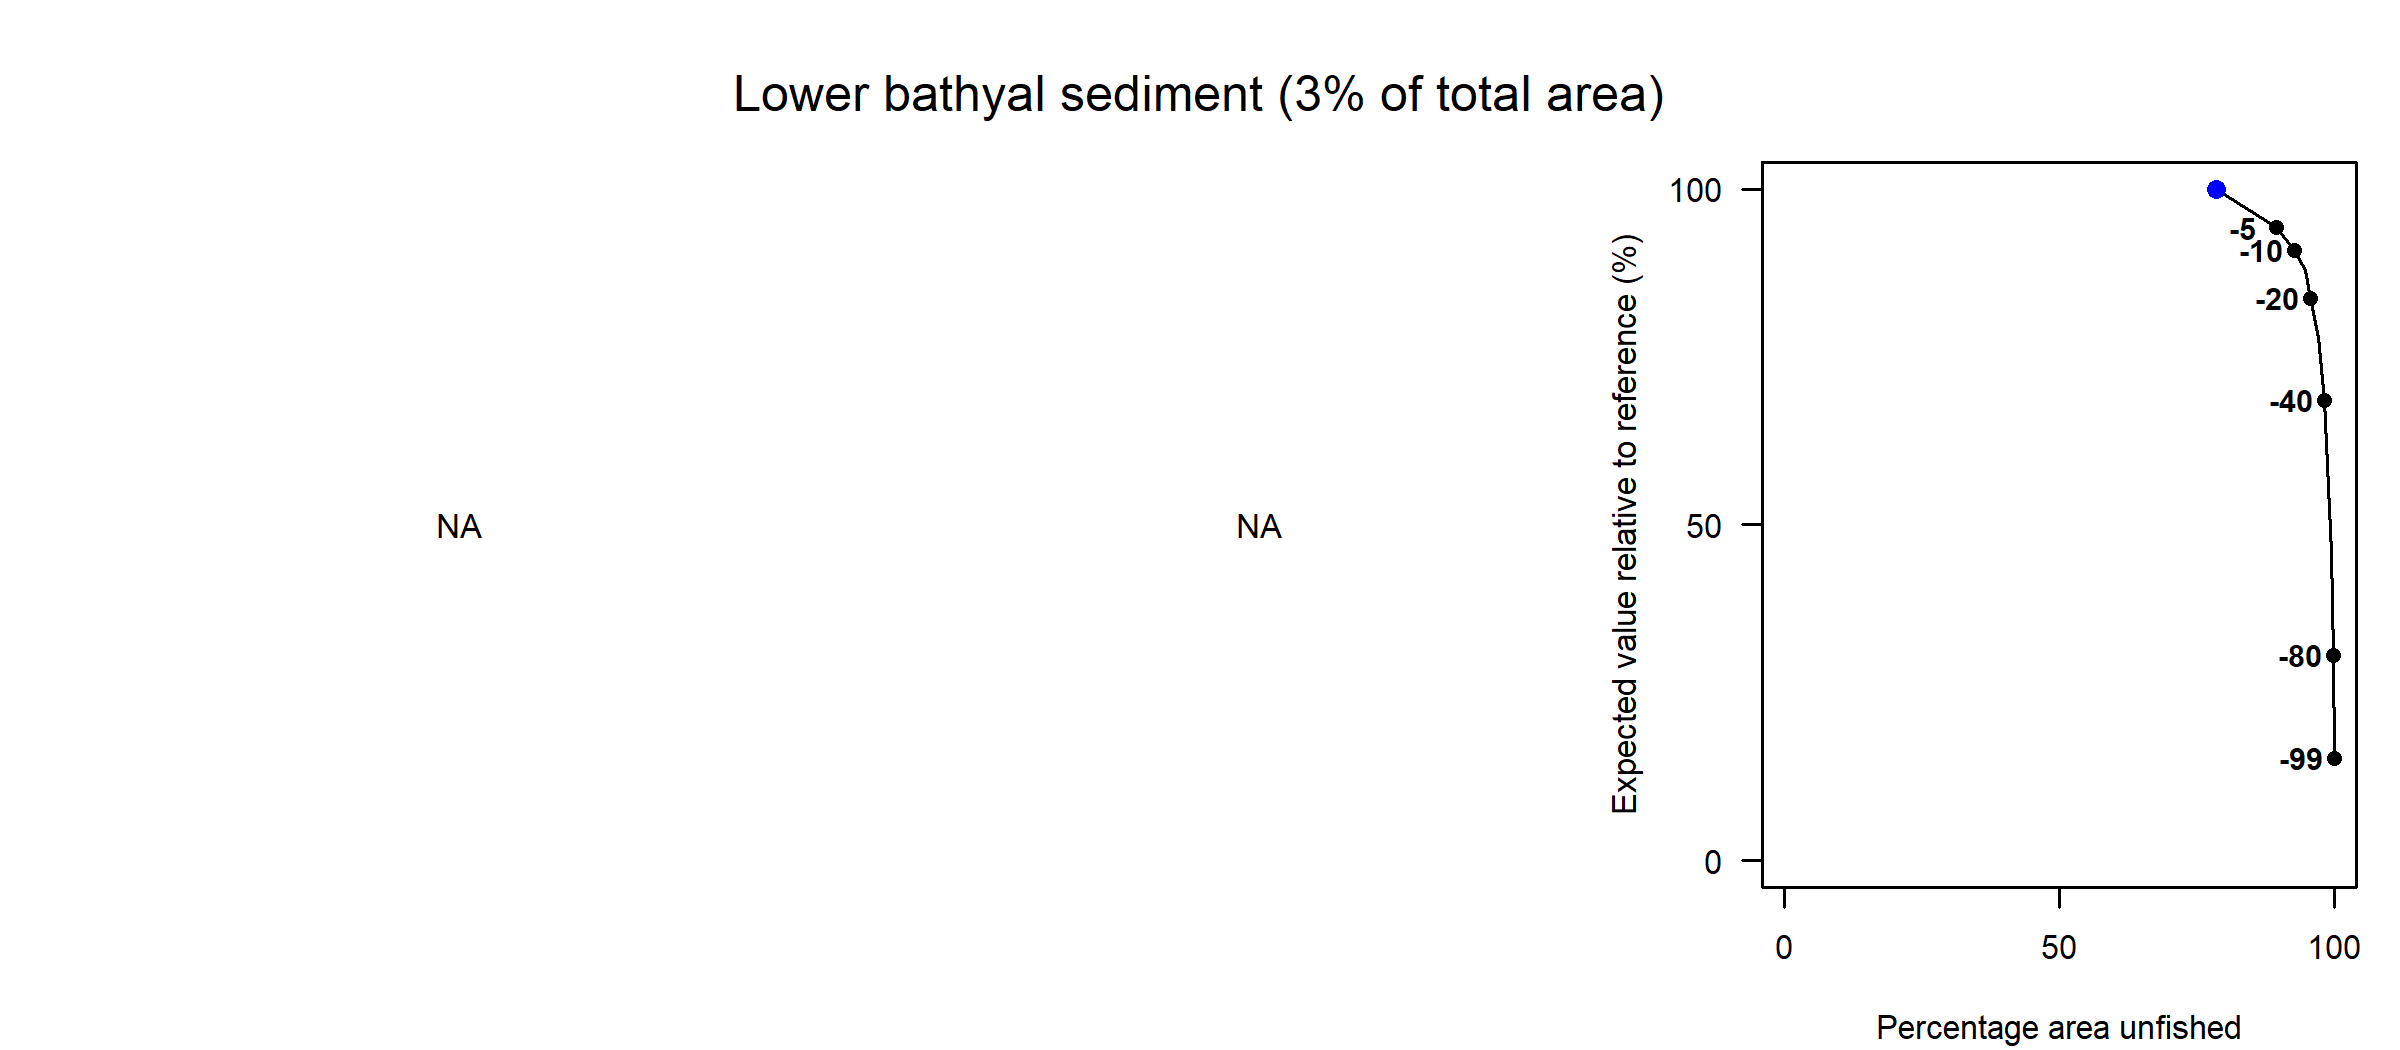 Lower bathyal sediment (3% of total area)
NA
NA
Expected value relative to reference (%)
100
50
0
-5
-10
-20
-40
-80
-99
0 50 100
Percentage area unfished